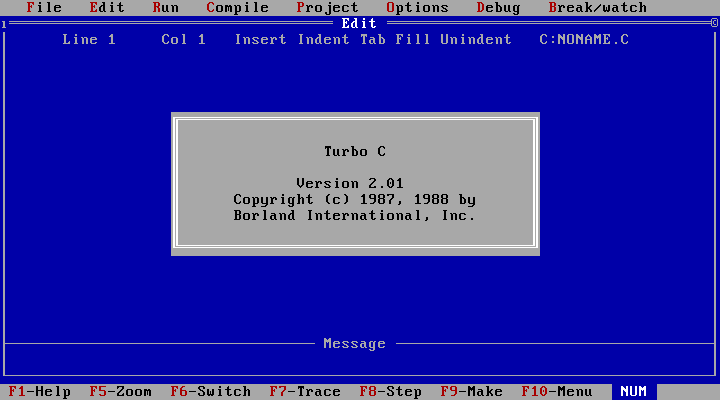 File Edit Run Compile Project Options Debug Break/watch
Edit
Line 1 Col 1 Insert Indent Tab Fill Unindent C:NONAME.C
Turbo C
Version 2.01
Copyright (c) 1987, 1988 by
Borland International, Inc.
Message
F1-Help F5-Zoom F6-Switch F7-Trace F8-Step F9-Make F10-Menu NUM